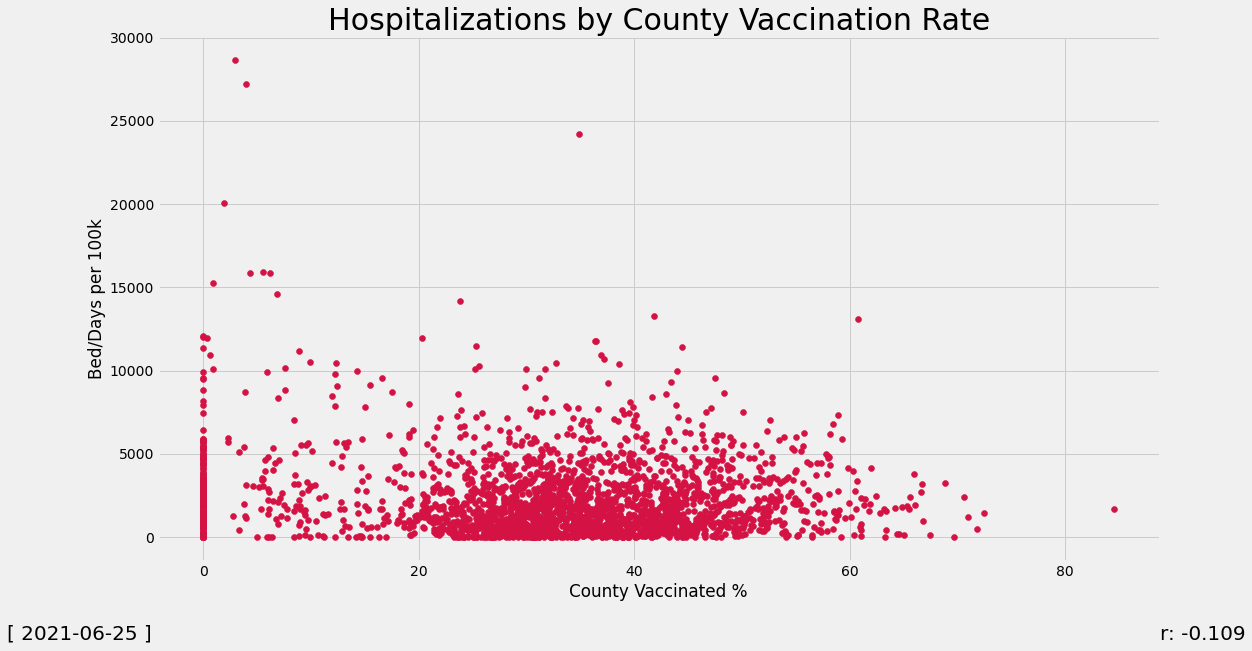 Hospitalizations by County Vaccination Rate
30000
25000
20000
15000
10000
5000
0
Bed/Days per 100k
0 20 40 60 80
County Vaccinated %
[ 2021-06-25 ] r: -0.109